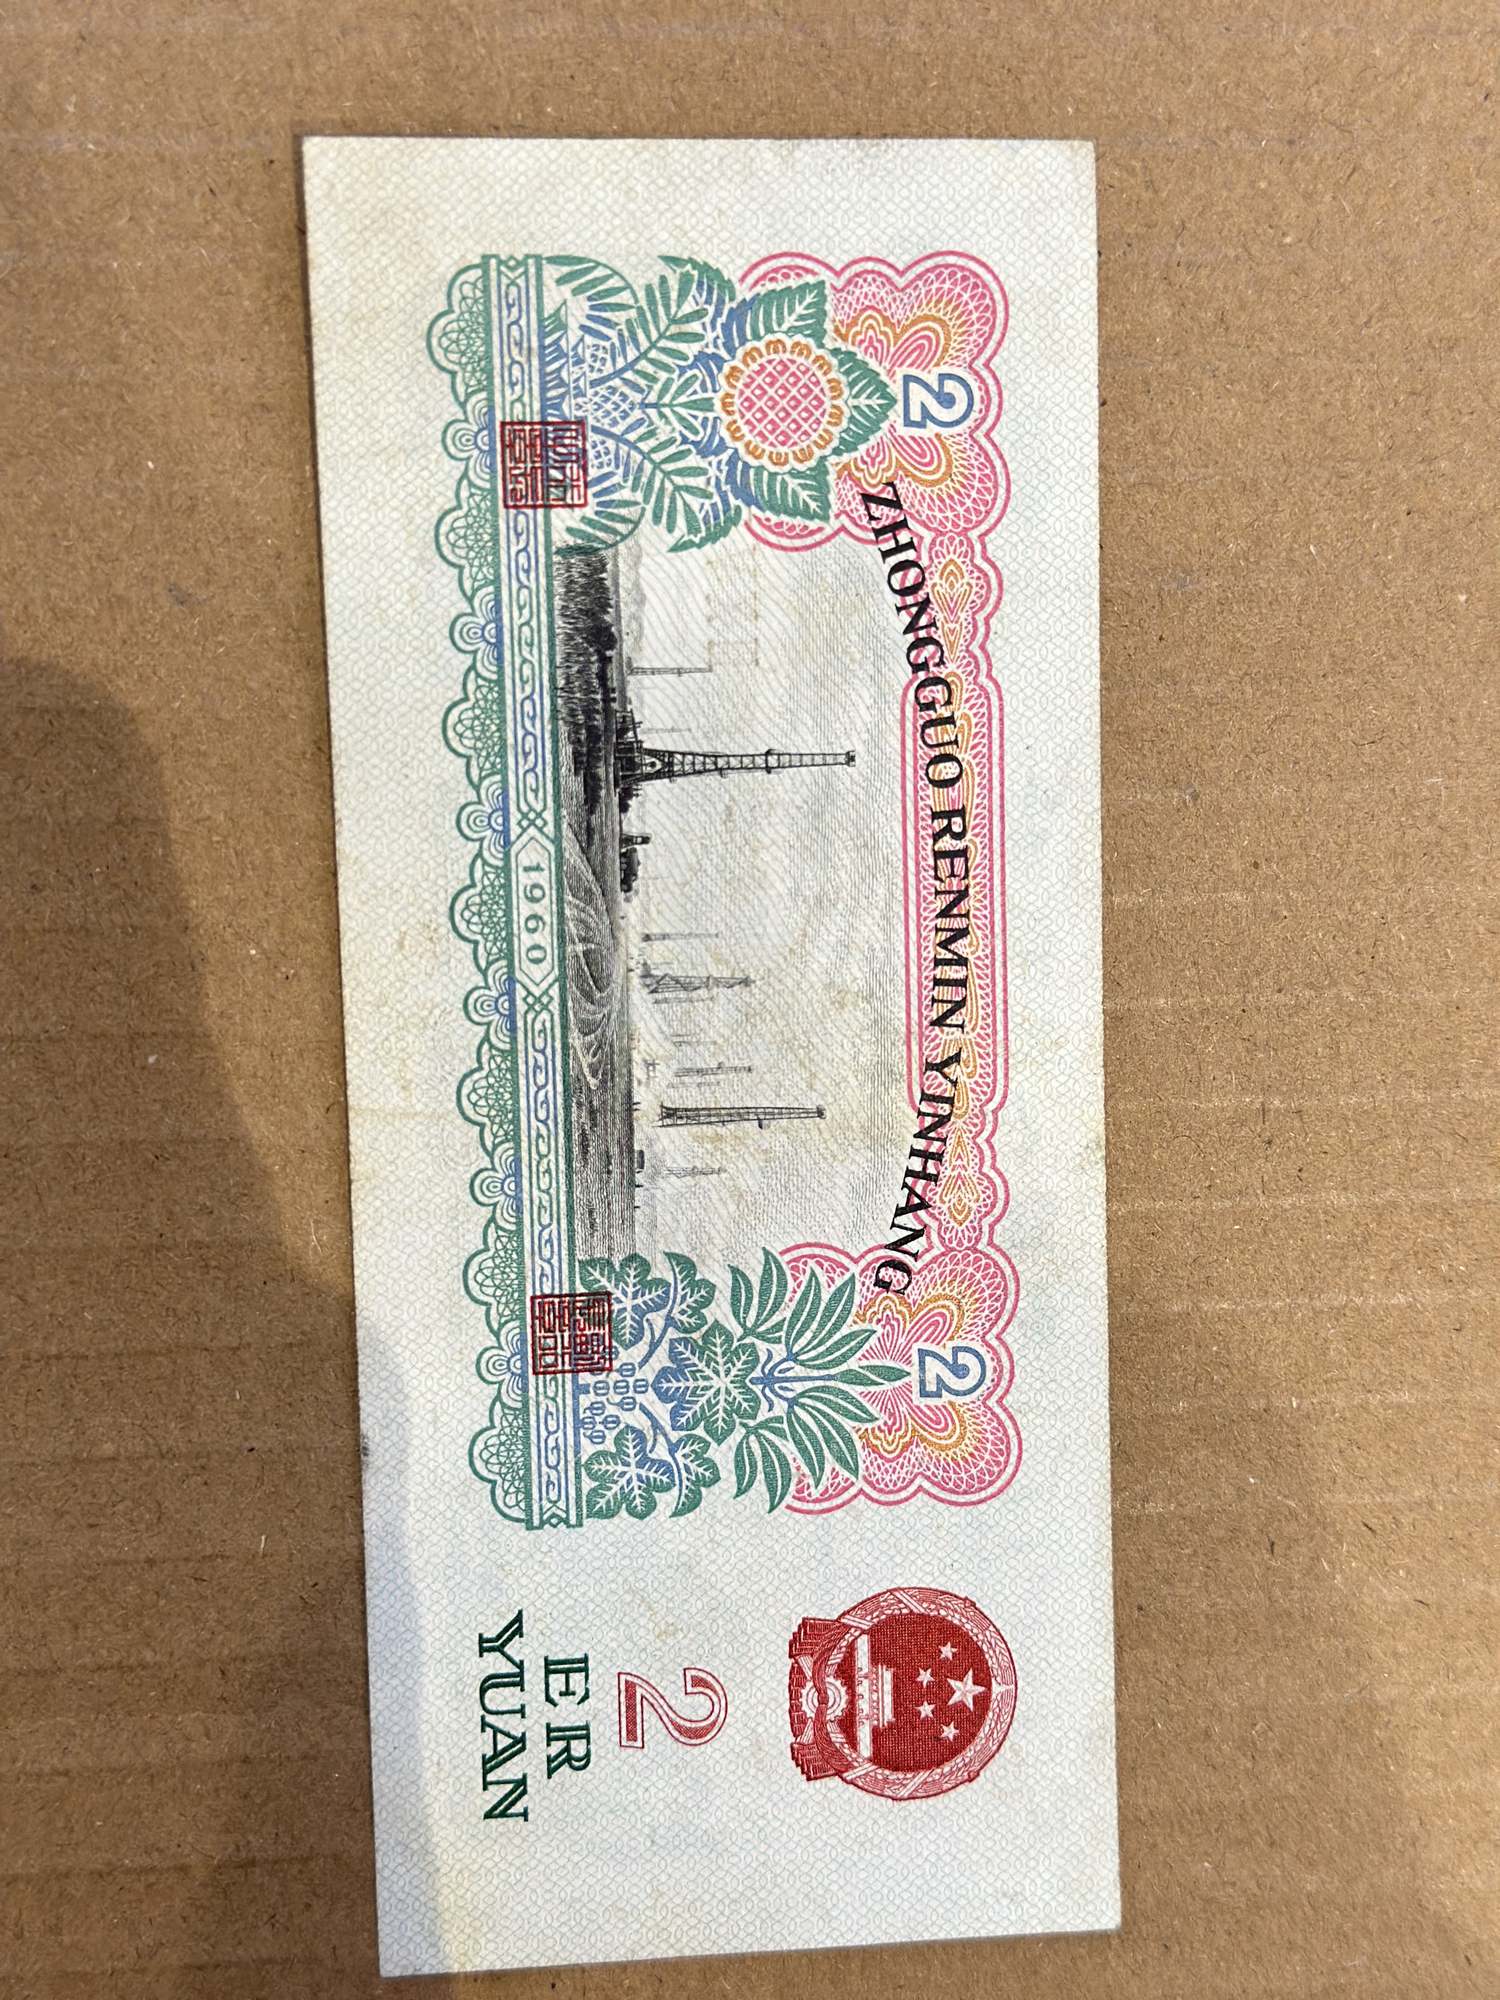 2
2
ZHONGGUO RENMIN YINHANG
1960
2
ER
YUAN